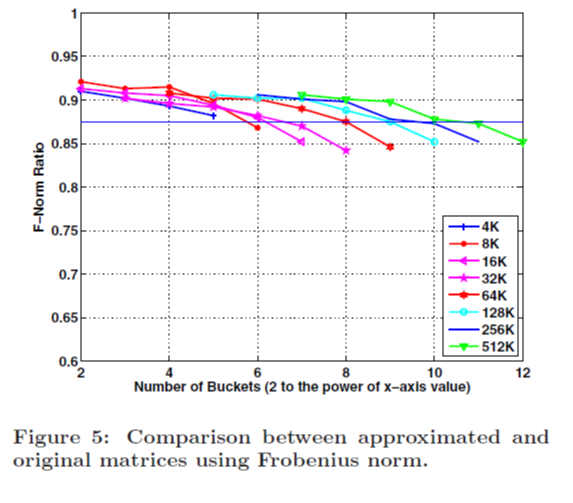 1
0.95
0.9
0.85
0.8
0.75
0.7
0.65
0.6
F-Norm Ratio
2 4 6 8 10 12
Number of Buckets (2 to the power of x-axis value)
4K
8K
16K
32K
64K
128K
256K
512K
Figure 5: Comparison between approximated and
original matrices using Frobenius norm.